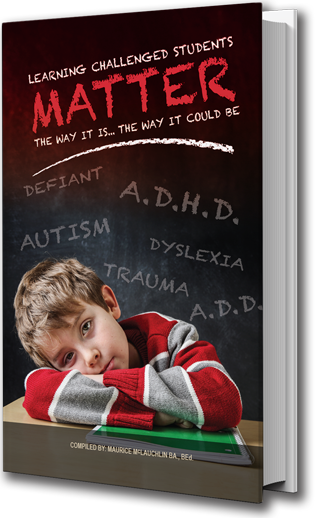 LEARNING CHALLENGED STUDENTS
MATTER
THE WAY IT IS... THE WAY IT COULD BE
DEFIANT
A.D.H.D.
AUTISM
DYSLEXIA
TRAUMA
A.D.D.
COMPILED BY: MAURICE McLAUGHLIN BA., BEd